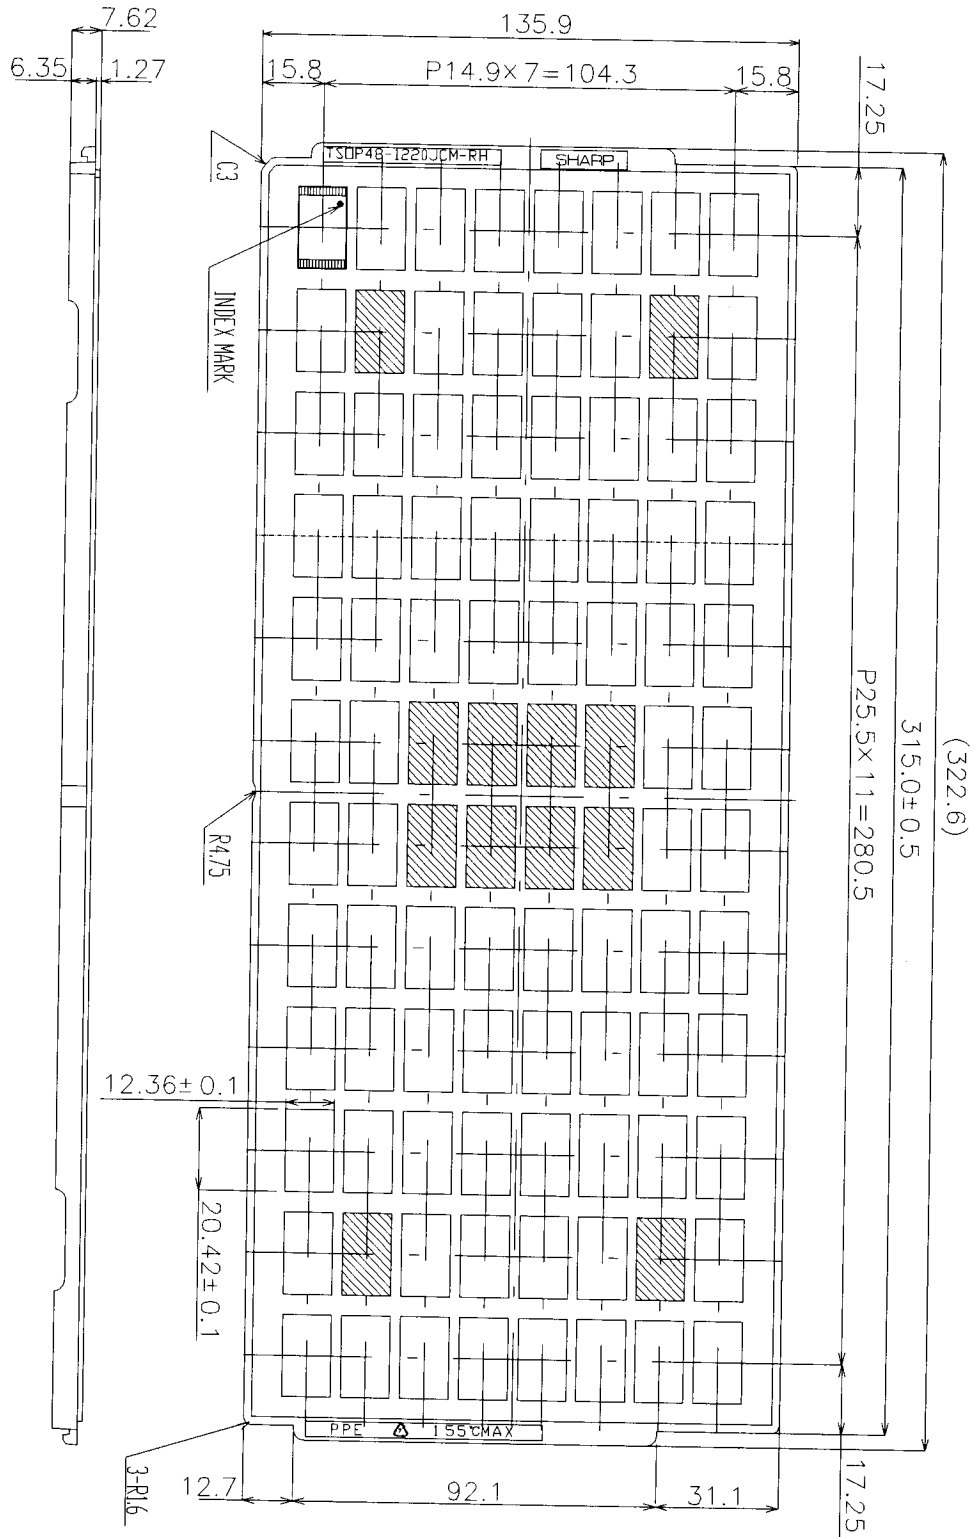 7.62
6.35
1.27
135.9
15.8
P14.9×7=104.3
15.8
17.25
TSOP48-1220JCM-RH
SHARP
C3
INDEX MARK
(322.6)
315.0±0.5
P25.5×11=280.5
R4.75
12.36±0.1
20.42±0.1
PPE
155℃MAX
3-R1.6
12.7
92.1
31.1
17.25